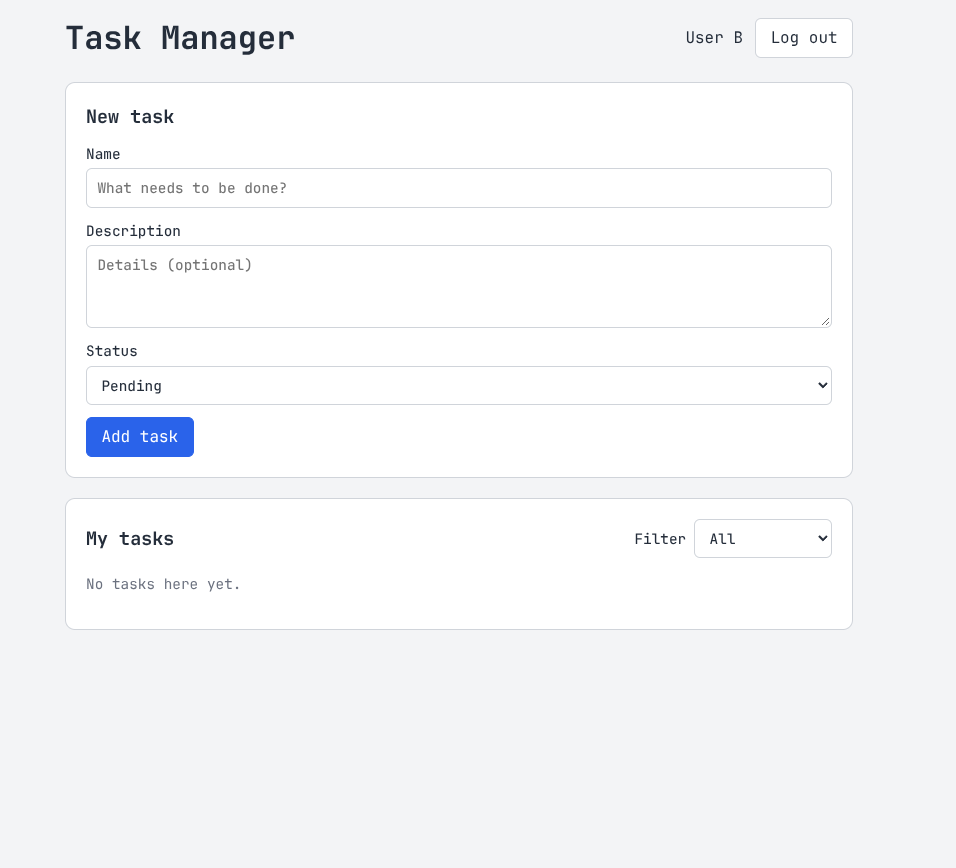 Task Manager
User B
Log out
New task
Name
What needs to be done?
Description
Details (optional)
Status
Pending
Add task
My tasks
Filter
All
No tasks here yet.